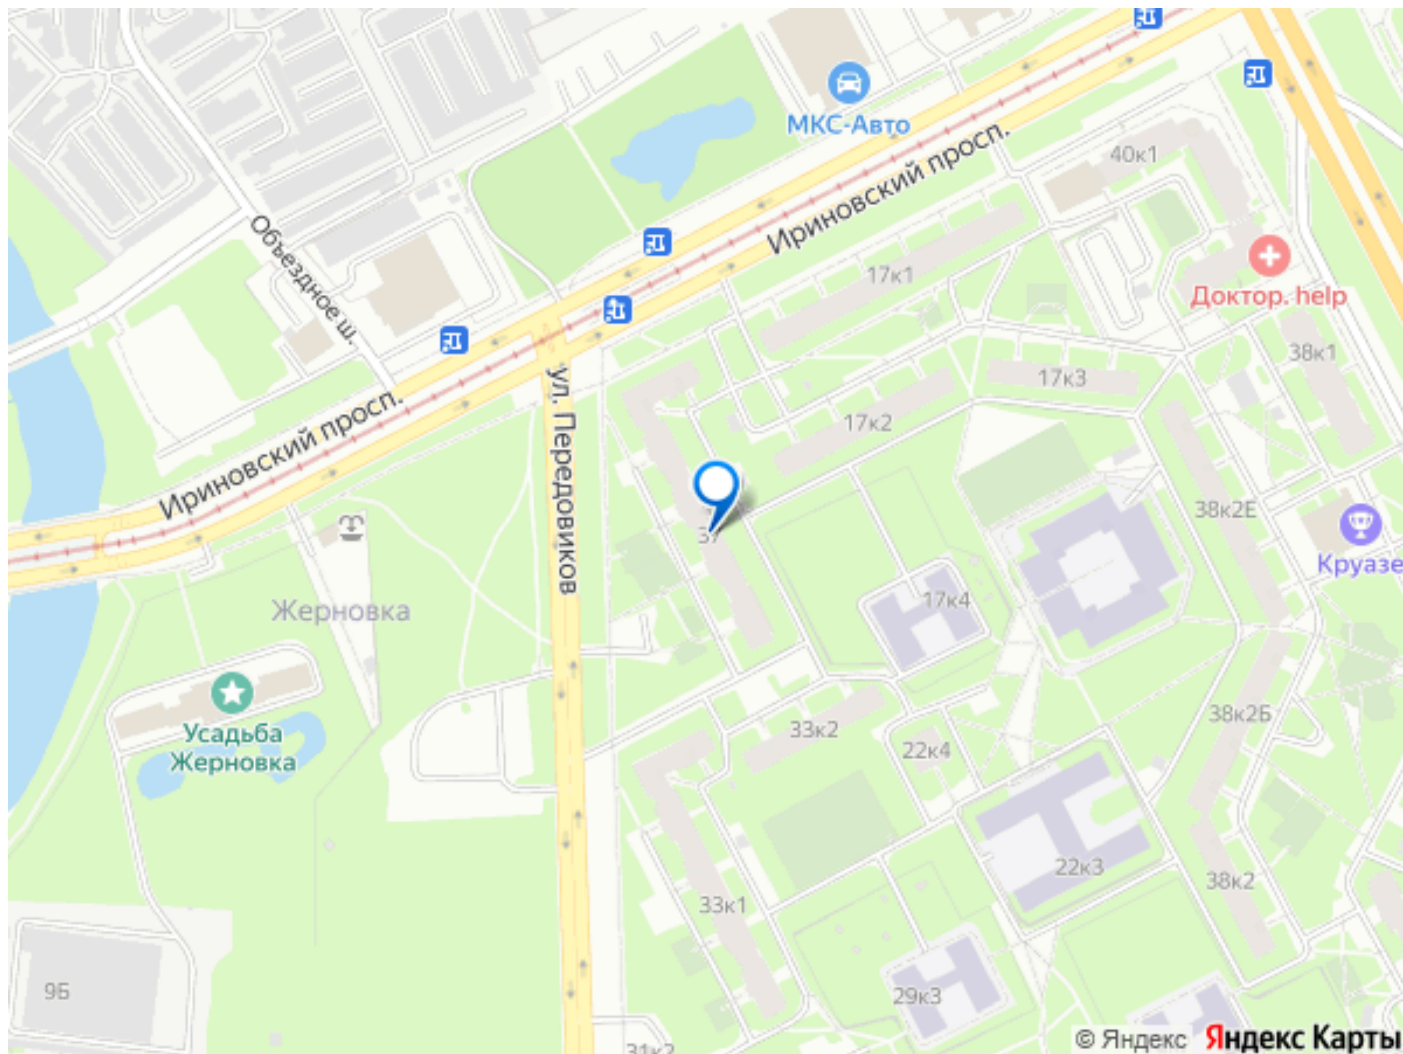 МКС-Авто
Ириновский просп.
40к1
Объездное ш.
17к1
Доктор. help
38к1
17к3
17к2
ул. Передовиков
Ириновский просп.
38к2Е
Круазе
Жерновка
17к4
38к2Б
Усадьба
Жерновка
33к2
22к4
22к3
38к2
33к1
9Б
29к3
31к2
© Яндекс Яндекс Карты